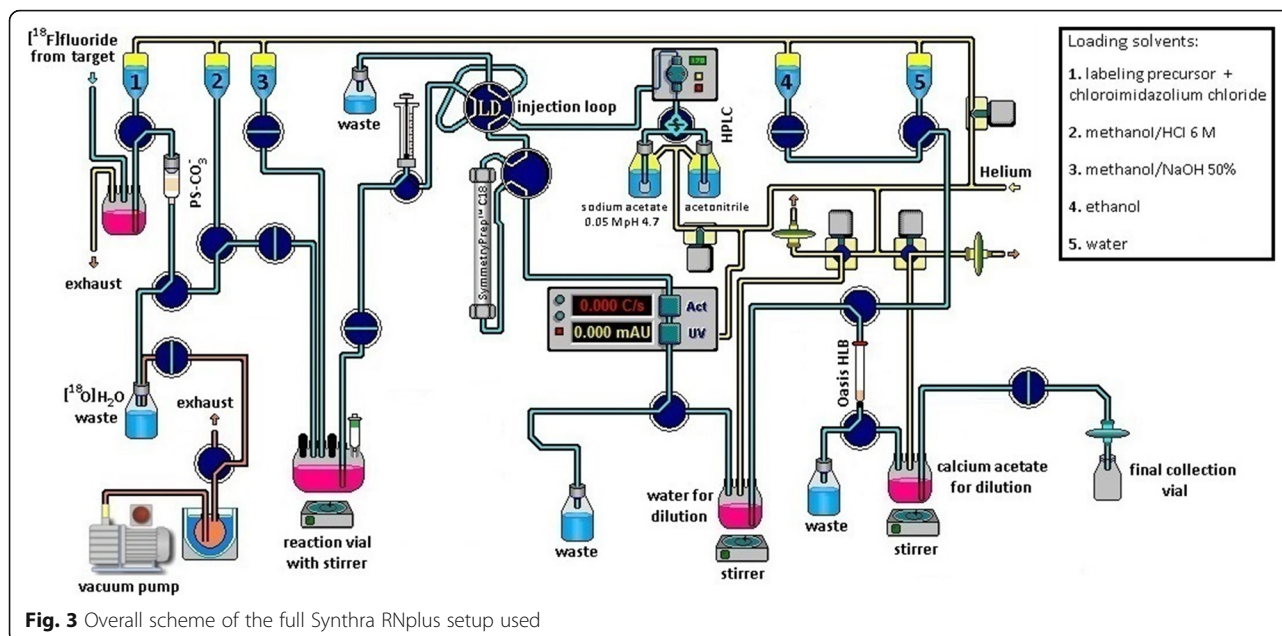 [18F]fluoride
from target
1
2
3
waste
LD
injection loop
170
HPLC
4
5
Loading solvents:
1. labeling precursor +
chloroimidazolium chloride
2. methanol/HCl 6 M
3. methanol/NaOH 50%
4. ethanol
5. water
PS-CO3-
exhaust
SymmetryPrep™ C18
sodium acetate
0.05 M pH 4.7
acetonitrile
Helium
0.000 C/s
Act
0.000 mAU
UV
Oasis HLB
[18O]H2O
waste
exhaust
vacuum pump
reaction vial
with stirrer
waste
water for
dilution
stirrer
waste
calcium acetate
for dilution
stirrer
final collection
vial
Fig. 3 Overall scheme of the full Synthra RNplus setup used